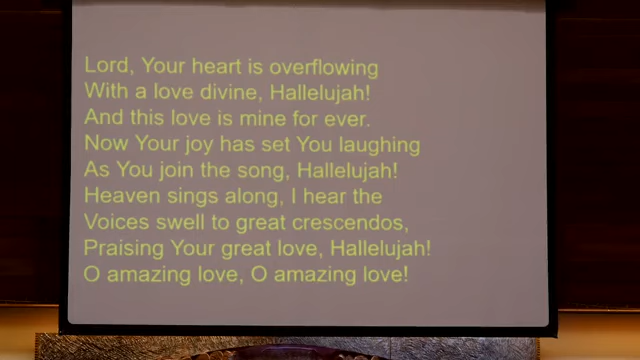 Lord, Your heart is overflowing
With a love divine, Hallelujah!
And this love is mine for ever.
Now Your joy has set You laughing
As You join the song, Hallelujah!
Heaven sings along, I hear the
Voices swell to great crescendos,
Praising Your great love, Hallelujah!
O amazing love, O amazing love!